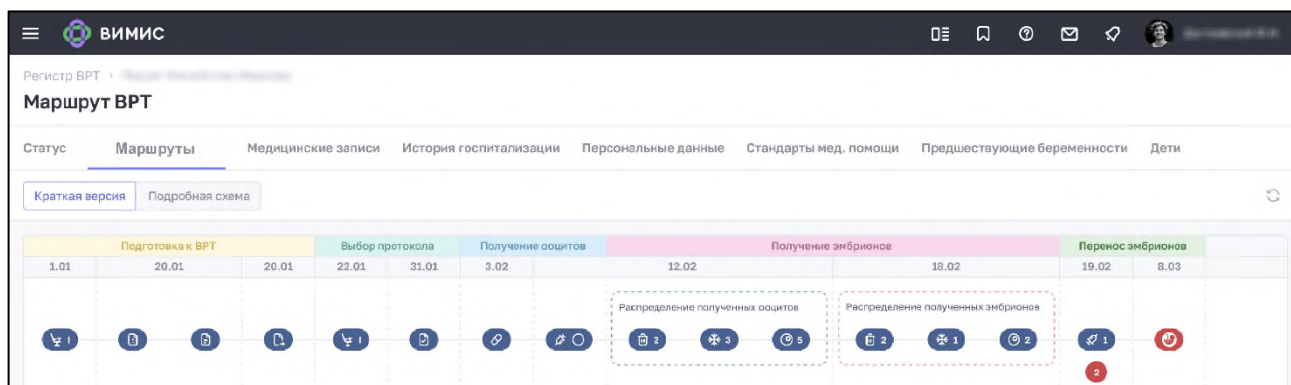 ВИМИС
Регистр ВРТ ›
Маршрут ВРТ
Статус Маршруты Медицинские записи История госпитализации Персональные данные Стандарты мед. помощи Предшествующие беременности Дети
Краткая версия Подробная схема
Подготовка к ВРТ Выбор протокола Получение ооцитов Получение эмбрионов Перенос эмбрионов
1.01 20.01 20.01 22.01 31.01 3.02 12.02 18.02 19.02 8.03
Распределение полученных ооцитов Распределение полученных эмбрионов
1 1 2 3 5 2 1 2 1
2